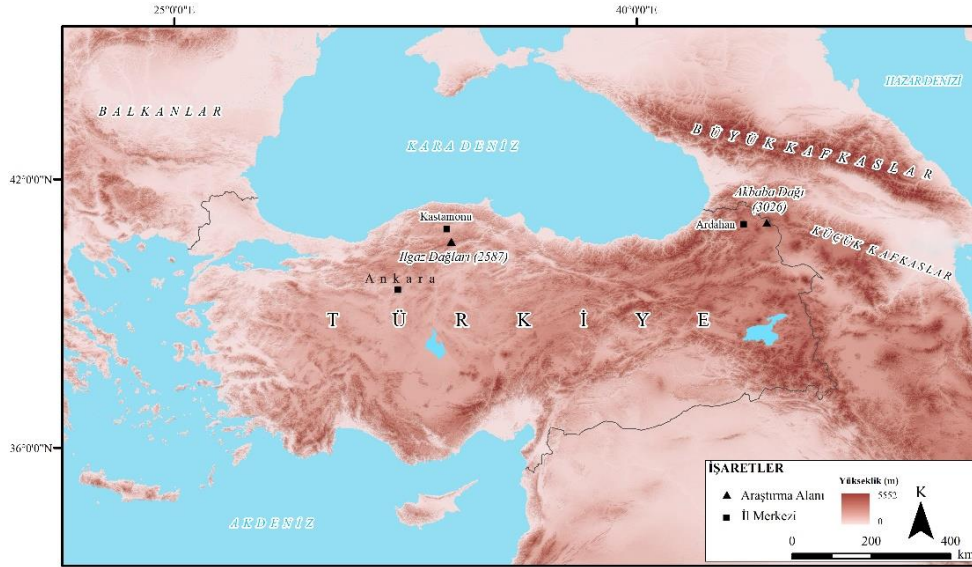 25°0'0"E
40°0'0"E
HAZAR DENİZİ
BALKANLAR
BÜYÜK KAFKASLAR
KARADENİZ
42°0'0"N
Akbaba Dağı
(3026)
Kastamonu
Ardahan
KÜÇÜK KAFKASLAR
Ilgaz Dağları (2587)
Ankara
TÜRKİYE
36°0'0"N
AKDENİZ
İŞARETLER
Araştırma Alanı
İl Merkezi
Yükseklik (m)
5552
0
K
0 200 400
km